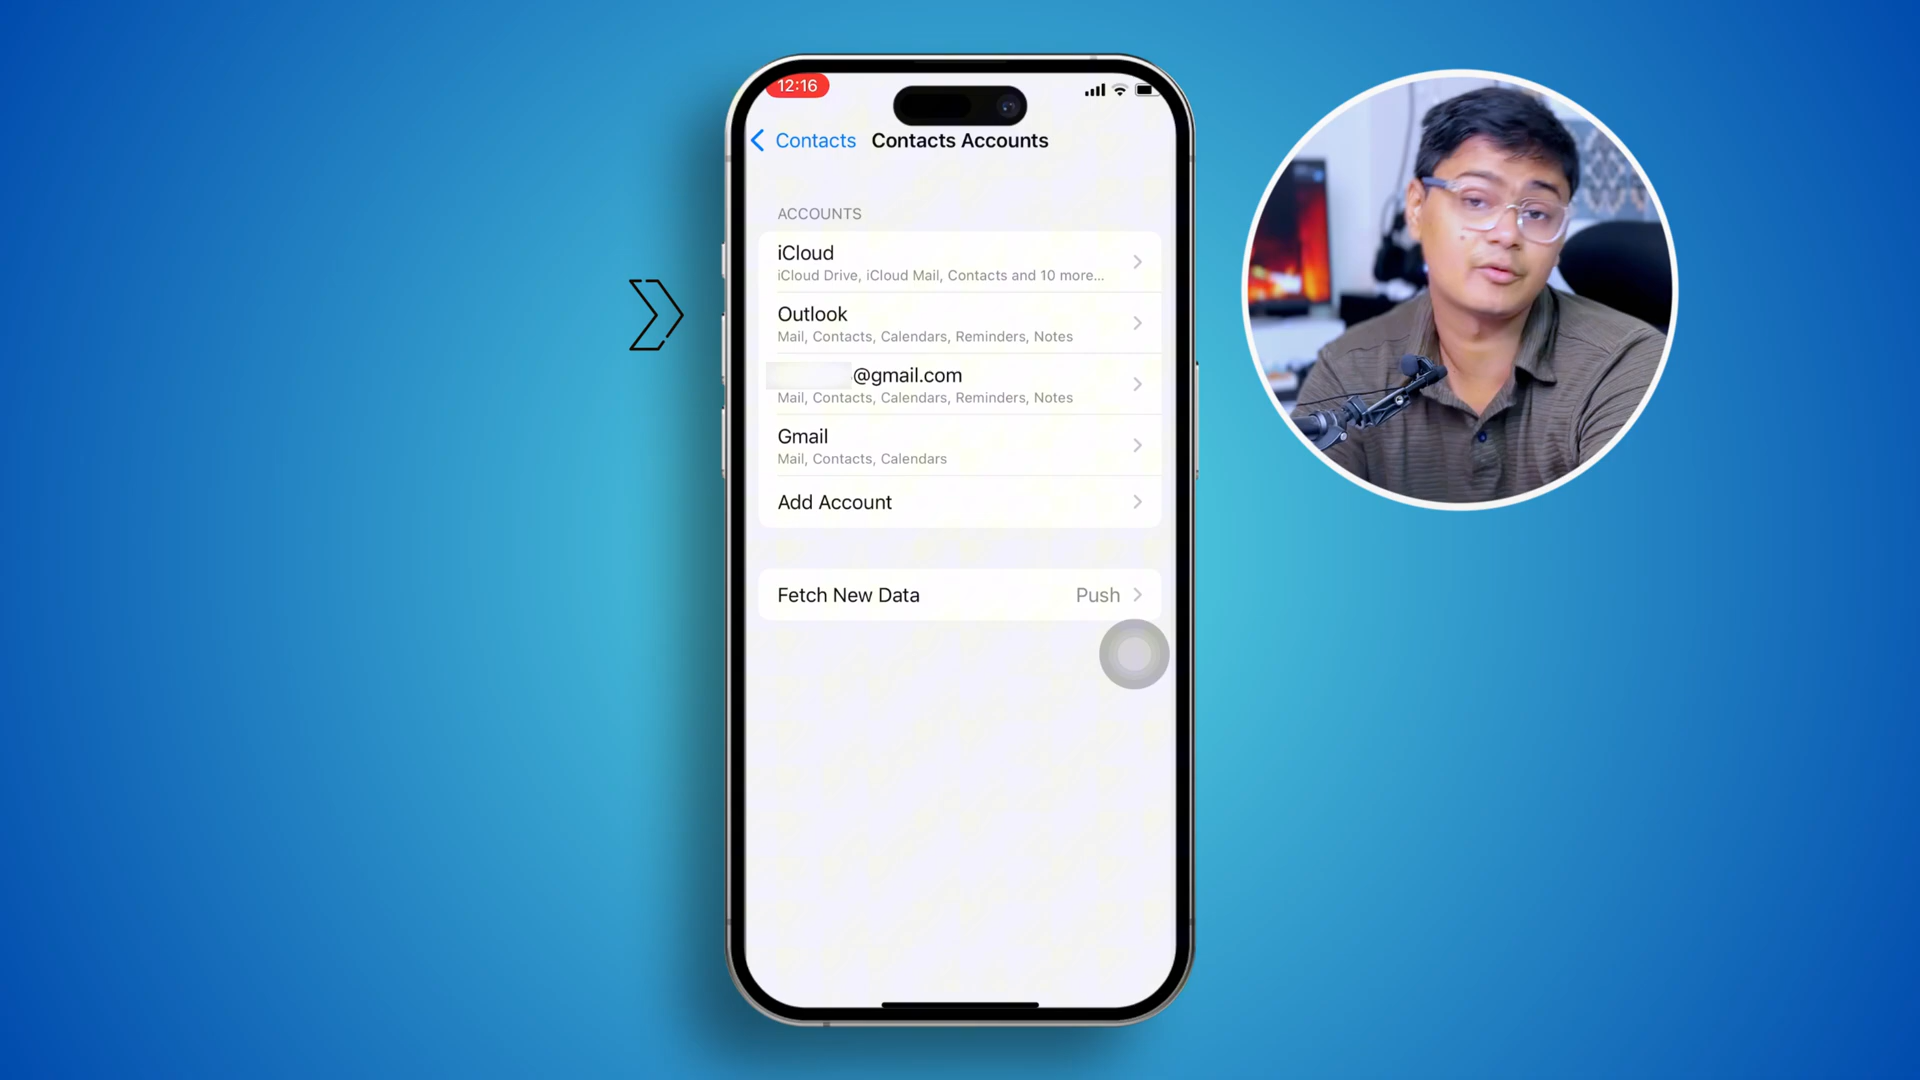 12:16
Contacts Contacts Accounts
ACCOUNTS
iCloud
iCloud Drive, iCloud Mail, Contacts and 10 more...
Outlook
Mail, Contacts, Calendars, Reminders, Notes
@gmail.com
Mail, Contacts, Calendars, Reminders, Notes
Gmail
Mail, Contacts, Calendars
Add Account
Fetch New Data Push